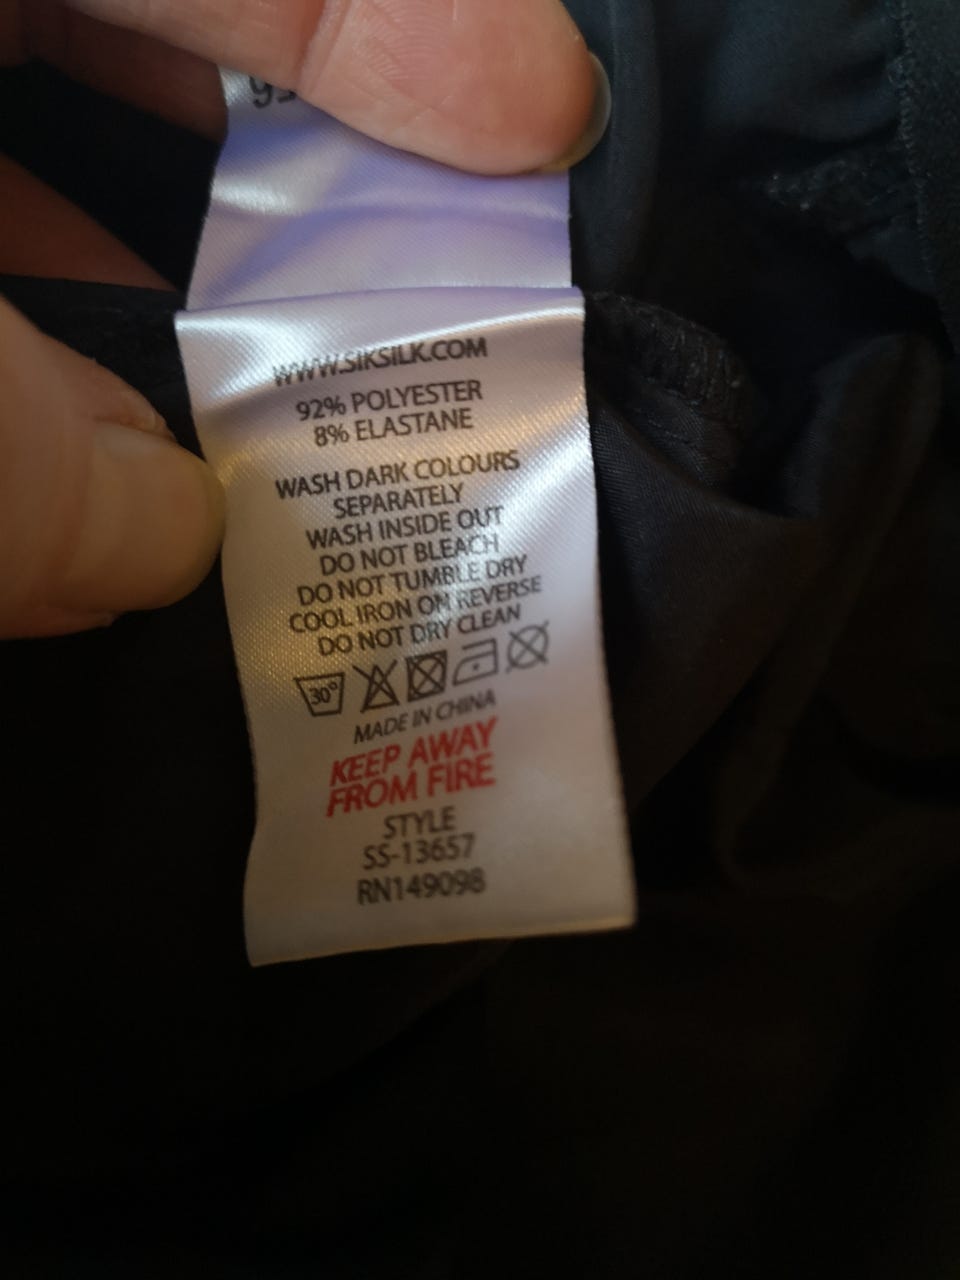 WWW.SIKSILK.COM
92% POLYESTER
8% ELASTANE
WASH DARK COLOURS
SEPARATELY
WASH INSIDE OUT
DO NOT BLEACH
DO NOT TUMBLE DRY
COOL IRON ON REVERSE
DO NOT DRY CLEAN
30°
MADE IN CHINA
KEEP AWAY
FROM FIRE
STYLE
SS-13657
RN149098